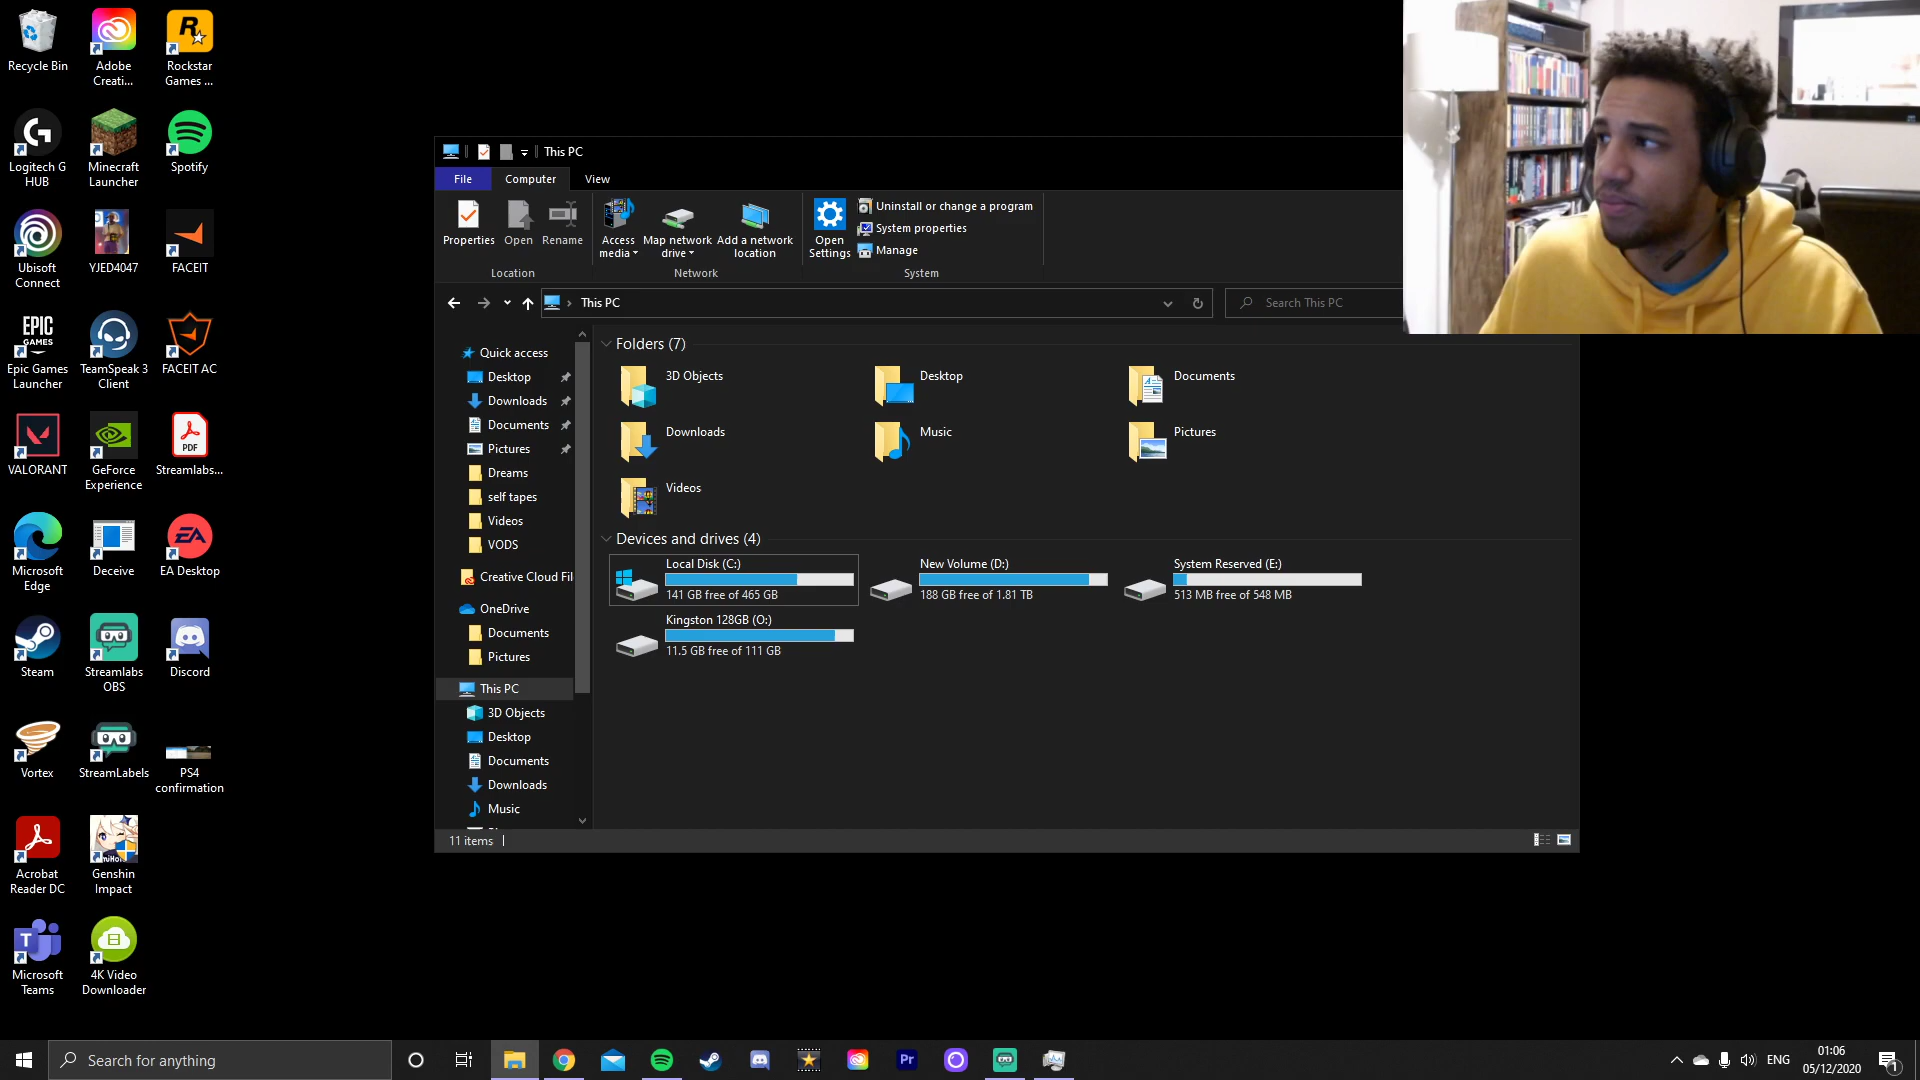 Recycle Bin
Adobe
Creati...
Rockstar
Games ...
Logitech G
HUB
Minecraft
Launcher
Spotify
Ubisoft
Connect
YJED4047
FACEIT
EPIC
GAMES
Epic Games
Launcher
TeamSpeak 3
Client
FACEIT AC
VALORANT
GeForce
Experience
PDF
Streamlabs...
Microsoft
Edge
Deceive
EA
EA Desktop
Steam
Streamlabs
OBS
Discord
Vortex
StreamLabels
PS4
confirmation
Acrobat
Reader DC
Genshin
Impact
Microsoft
Teams
4K Video
Downloader
This PC
File
Computer
View
Properties
Open
Rename
Access
media
Map network
drive
Add a network
location
Open
Settings
Uninstall or change a program
System properties
Manage
Location
Network
System
This PC
Search This PC
Quick access
Desktop
Downloads
Documents
Pictures
Dreams
self tapes
Videos
VODS
Creative Cloud Fil
OneDrive
Documents
Pictures
This PC
3D Objects
Desktop
Documents
Downloads
Music
Folders (7)
3D Objects
Desktop
Documents
Downloads
Music
Pictures
Videos
Devices and drives (4)
Local Disk (C:)
141 GB free of 465 GB
New Volume (D:)
188 GB free of 1.81 TB
System Reserved (E:)
513 MB free of 548 MB
Kingston 128GB (O:)
11.5 GB free of 111 GB
11 items
Search for anything
Pr
ENG
01:06
05/12/2020
1